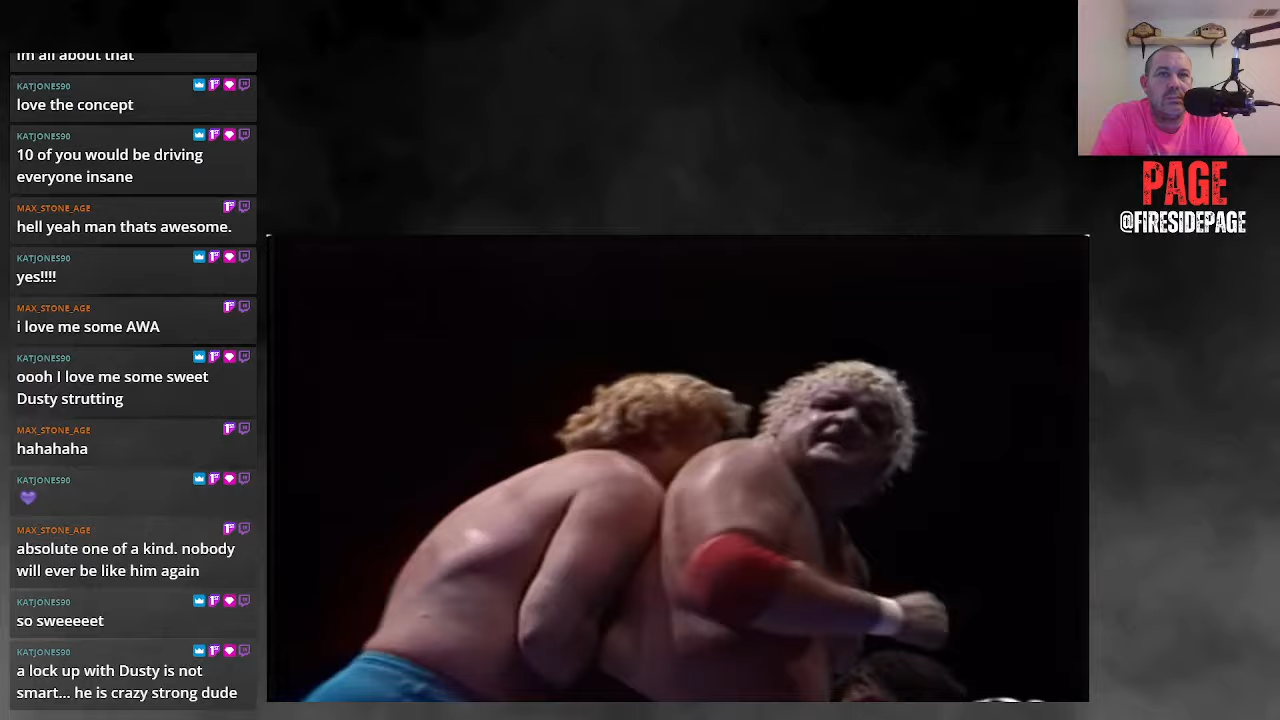 im all about that
KATJONES90
love the concept
KATJONES90
10 of you would be driving
everyone insane
MAX_STONE_AGE
hell yeah man thats awesome.
KATJONES90
yes!!!!
MAX_STONE_AGE
i love me some AWA
KATJONES90
oooh I love me some sweet
Dusty strutting
MAX_STONE_AGE
hahahaha
KATJONES90
MAX_STONE_AGE
absolute one of a kind. nobody
will ever be like him again
KATJONES90
so sweeeeet
KATJONES90
a lock up with Dusty is not
smart... he is crazy strong dude
PAGE
@FIRESIDEPAGE